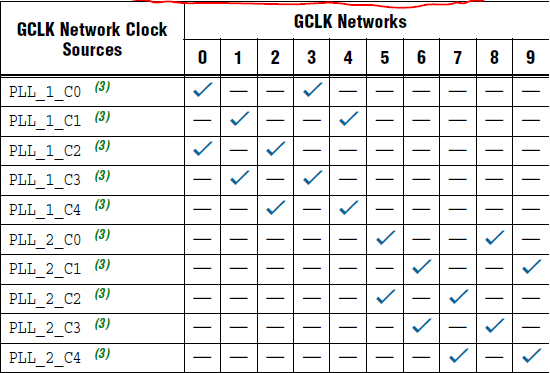 GCLK Network Clock Sources GCLK Networks
0 1 2 3 4 5 6 7 8 9
PLL_1_C0 (3) ✓ — — ✓ — — — — — —
PLL_1_C1 (3) — ✓ — — ✓ — — — — —
PLL_1_C2 (3) ✓ — ✓ — — — — — — —
PLL_1_C3 (3) — ✓ — ✓ — — — — — —
PLL_1_C4 (3) — — ✓ — ✓ — — — — —
PLL_2_C0 (3) — — — — — ✓ — — ✓ —
PLL_2_C1 (3) — — — — — — ✓ — — ✓
PLL_2_C2 (3) — — — — — ✓ — ✓ — —
PLL_2_C3 (3) — — — — — — ✓ — ✓ —
PLL_2_C4 (3) — — — — — — — ✓ — ✓